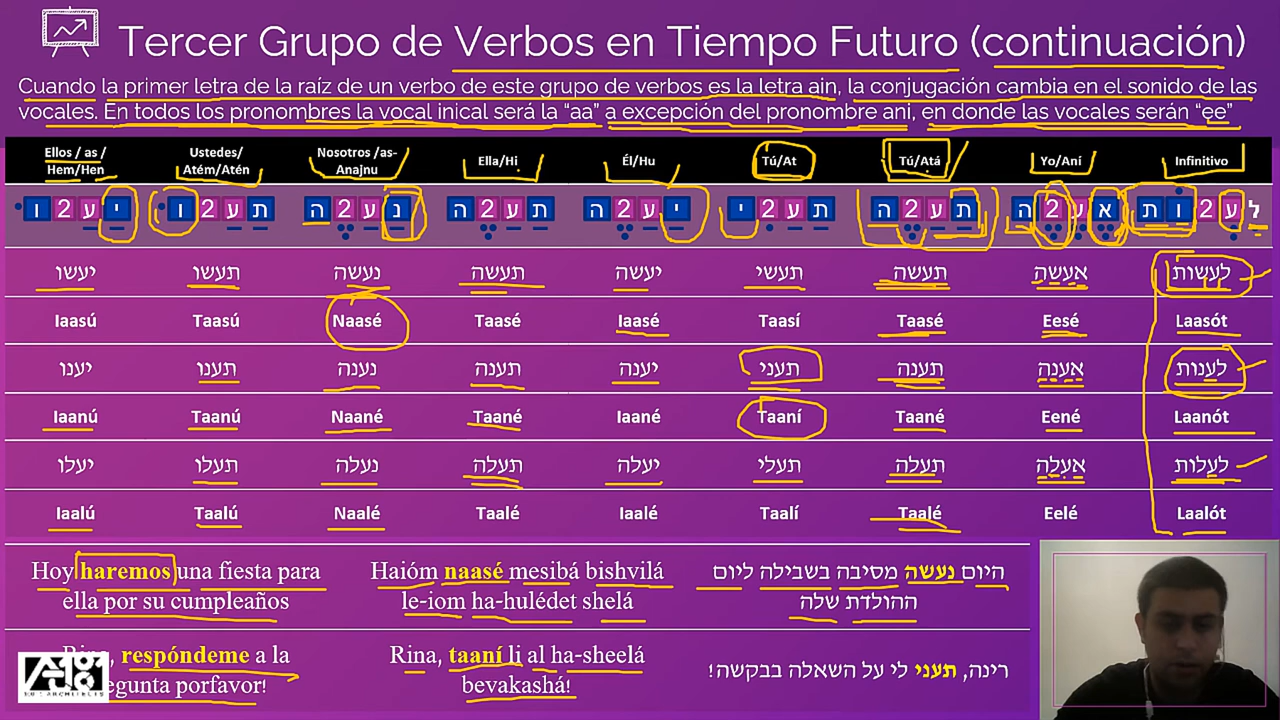 Tercer Grupo de Verbos en Tiempo Futuro (continuación)
Cuando la primer letra de la raíz de un verbo de este grupo de verbos es la letra ain, la conjugación cambia en el sonido de las
vocales. En todos los pronombres la vocal inical será la “aa” a excepción del pronombre ani, en donde las vocales serán “ee”
Ellos / as / Hem/Hen Ustedes/ Atém/Atén Nosotros /as- Anajnu Ella/Hi Él/Hu Tú/At Tú/Atá Yo/Aní Infinitivo
יע2ו תע2ו נע2ה תע2ה יע2ה תע2י תע2ה אע2ה לע2ות
יעשו תעשו נעשה תעשה יעשה תעשי תעשה אעשה לעשות
Iaasú Taasú Naasé Taasé Iaasé Taasí Taasé Eesé Laasót
יענו תענו נענה תענה יענה תעני תענה אענה לענות
Iaanú Taanú Naané Taané Iaané Taaní Taané Eené Laanót
יעלו תעלו נעלה תעלה יעלה תעלי תעלה אעלה לעלות
Iaalú Taalú Naalé Taalé Iaalé Taalí Taalé Eelé Laalót
Hoy haremos una fiesta para
ella por su cumpleaños
Haióm naasé mesibá bishvilá
le-iom ha-hulédet shelá
היום נעשה מסיבה בשבילה ליום
ההולדת שלה
respóndeme a la
porfavor!
Rina, taaní li al ha-sheelá
bevakashá!
רינה, תעני לי על השאלה בבקשה!